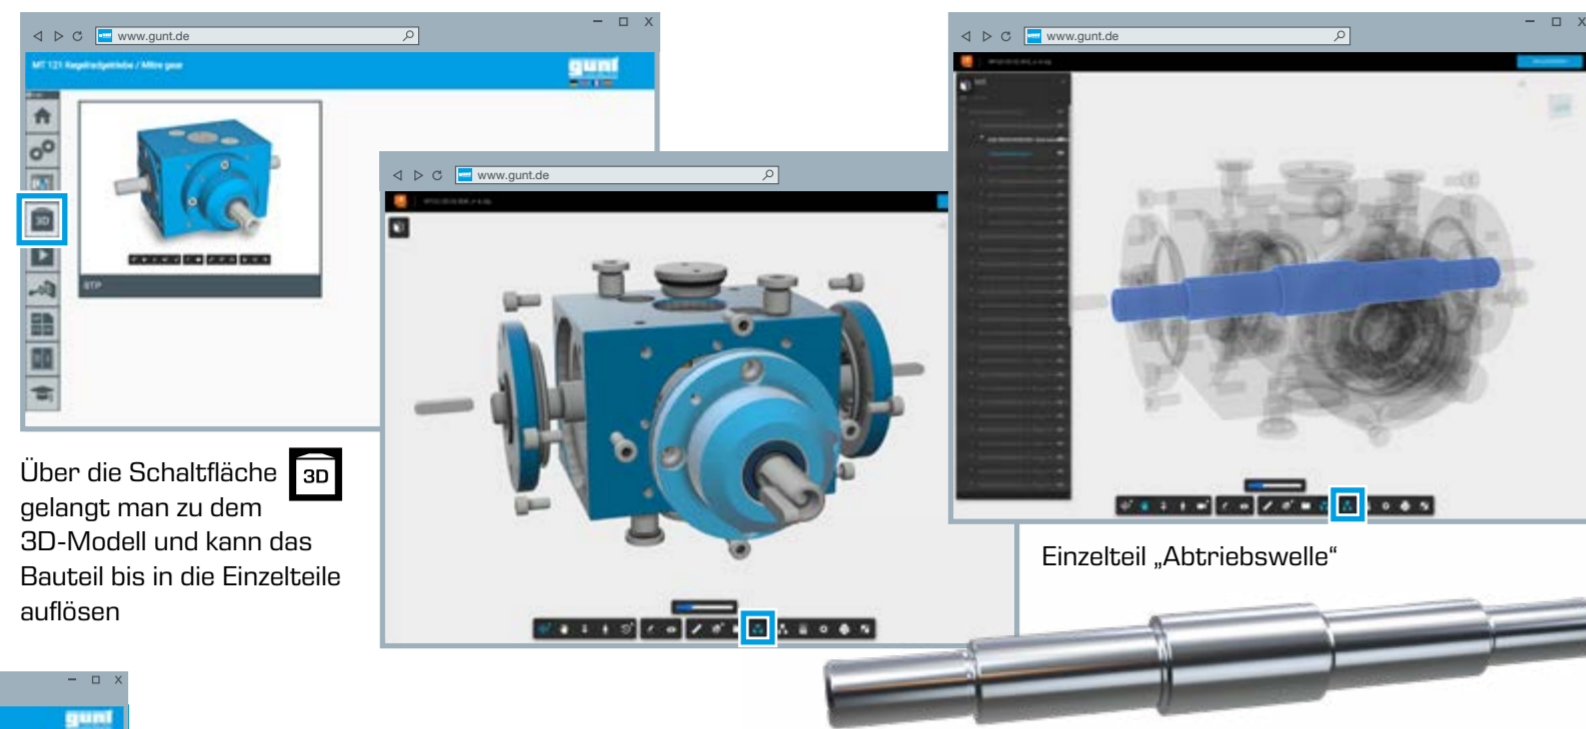 www.gunt.de
MT 121 Kegelradgetriebe / Mitre gear
gunt
3D
STP
www.gunt.de
www.gunt.de
Über die Schaltfläche 3D
gelangt man zu dem
3D-Modell und kann das
Bauteil bis in die Einzelteile
auflösen
Einzelteil „Abtriebswelle“
gunt